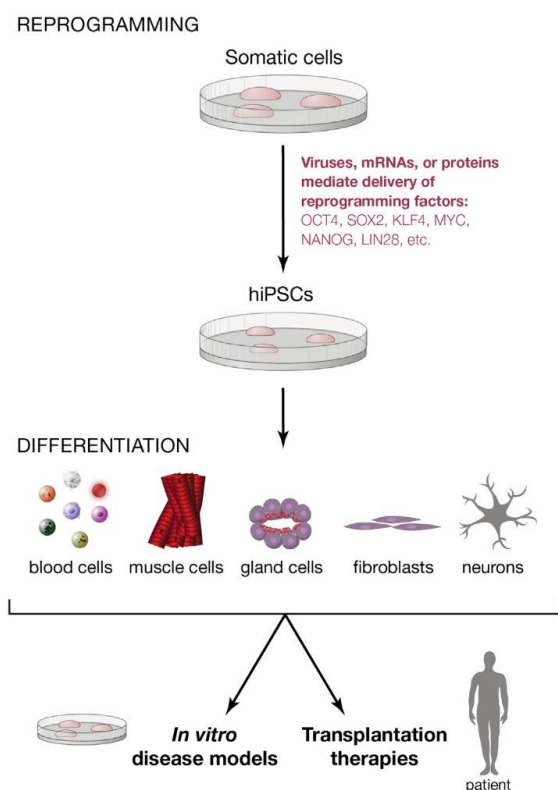 REPROGRAMMING
Somatic cells
Viruses, mRNAs, or proteins
mediate delivery of
reprogramming factors:
OCT4, SOX2, KLF4, MYC,
NANOG, LIN28, etc.
hiPSCs
DIFFERENTIATION
blood cells
muscle cells
gland cells
fibroblasts
neurons
In vitro
disease models
Transplantation
therapies
patient